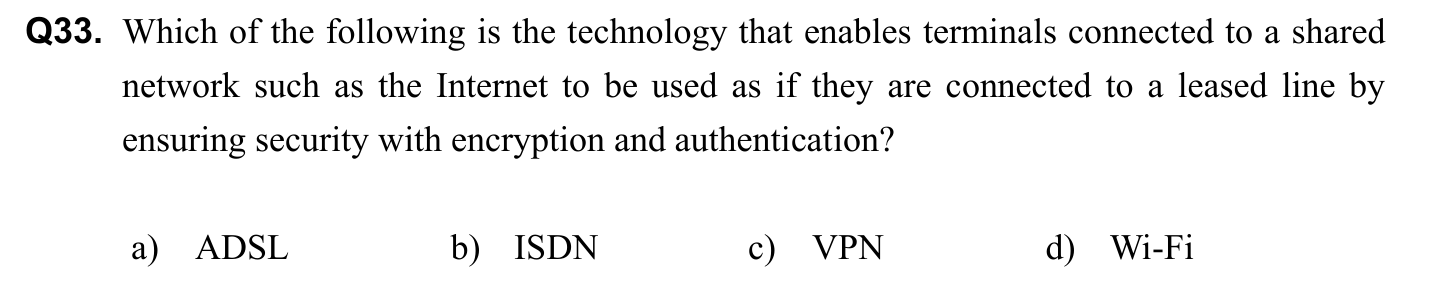 Q33. Which of the following is the technology that enables terminals connected to a shared
network such as the Internet to be used as if they are connected to a leased line by
ensuring security with encryption and authentication?
a) ADSL b) ISDN c) VPN d) Wi-Fi